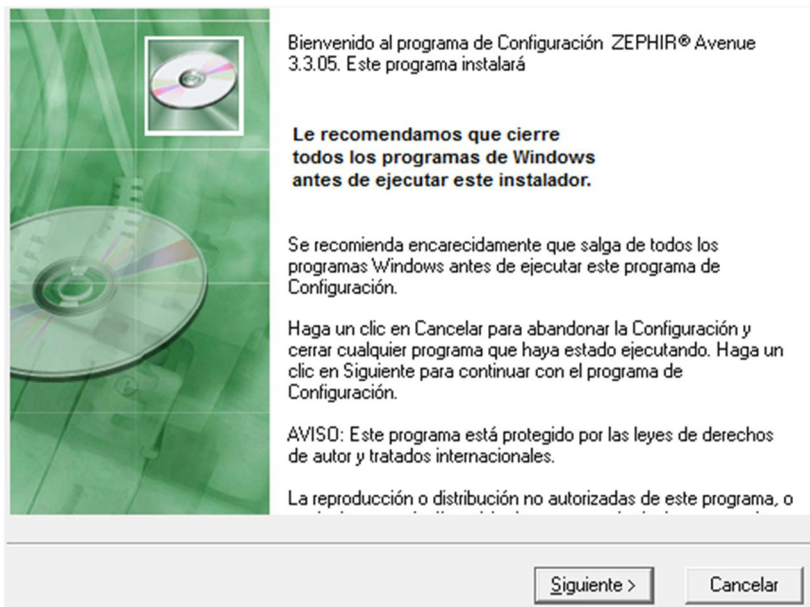 Bienvenido al programa de Configuración ZEPHIR® Avenue
3.3.05. Este programa instalará
Le recomendamos que cierre
todos los programas de Windows
antes de ejecutar este instalador.
Se recomienda encarecidamente que salga de todos los
programas Windows antes de ejecutar este programa de
Configuración.
Haga un clic en Cancelar para abandonar la Configuración y
cerrar cualquier programa que haya estado ejecutando. Haga un
clic en Siguiente para continuar con el programa de
Configuración.
AVISO: Este programa está protegido por las leyes de derechos
de autor y tratados internacionales.
La reproducción o distribución no autorizadas de este programa, o
Siguiente >
Cancelar